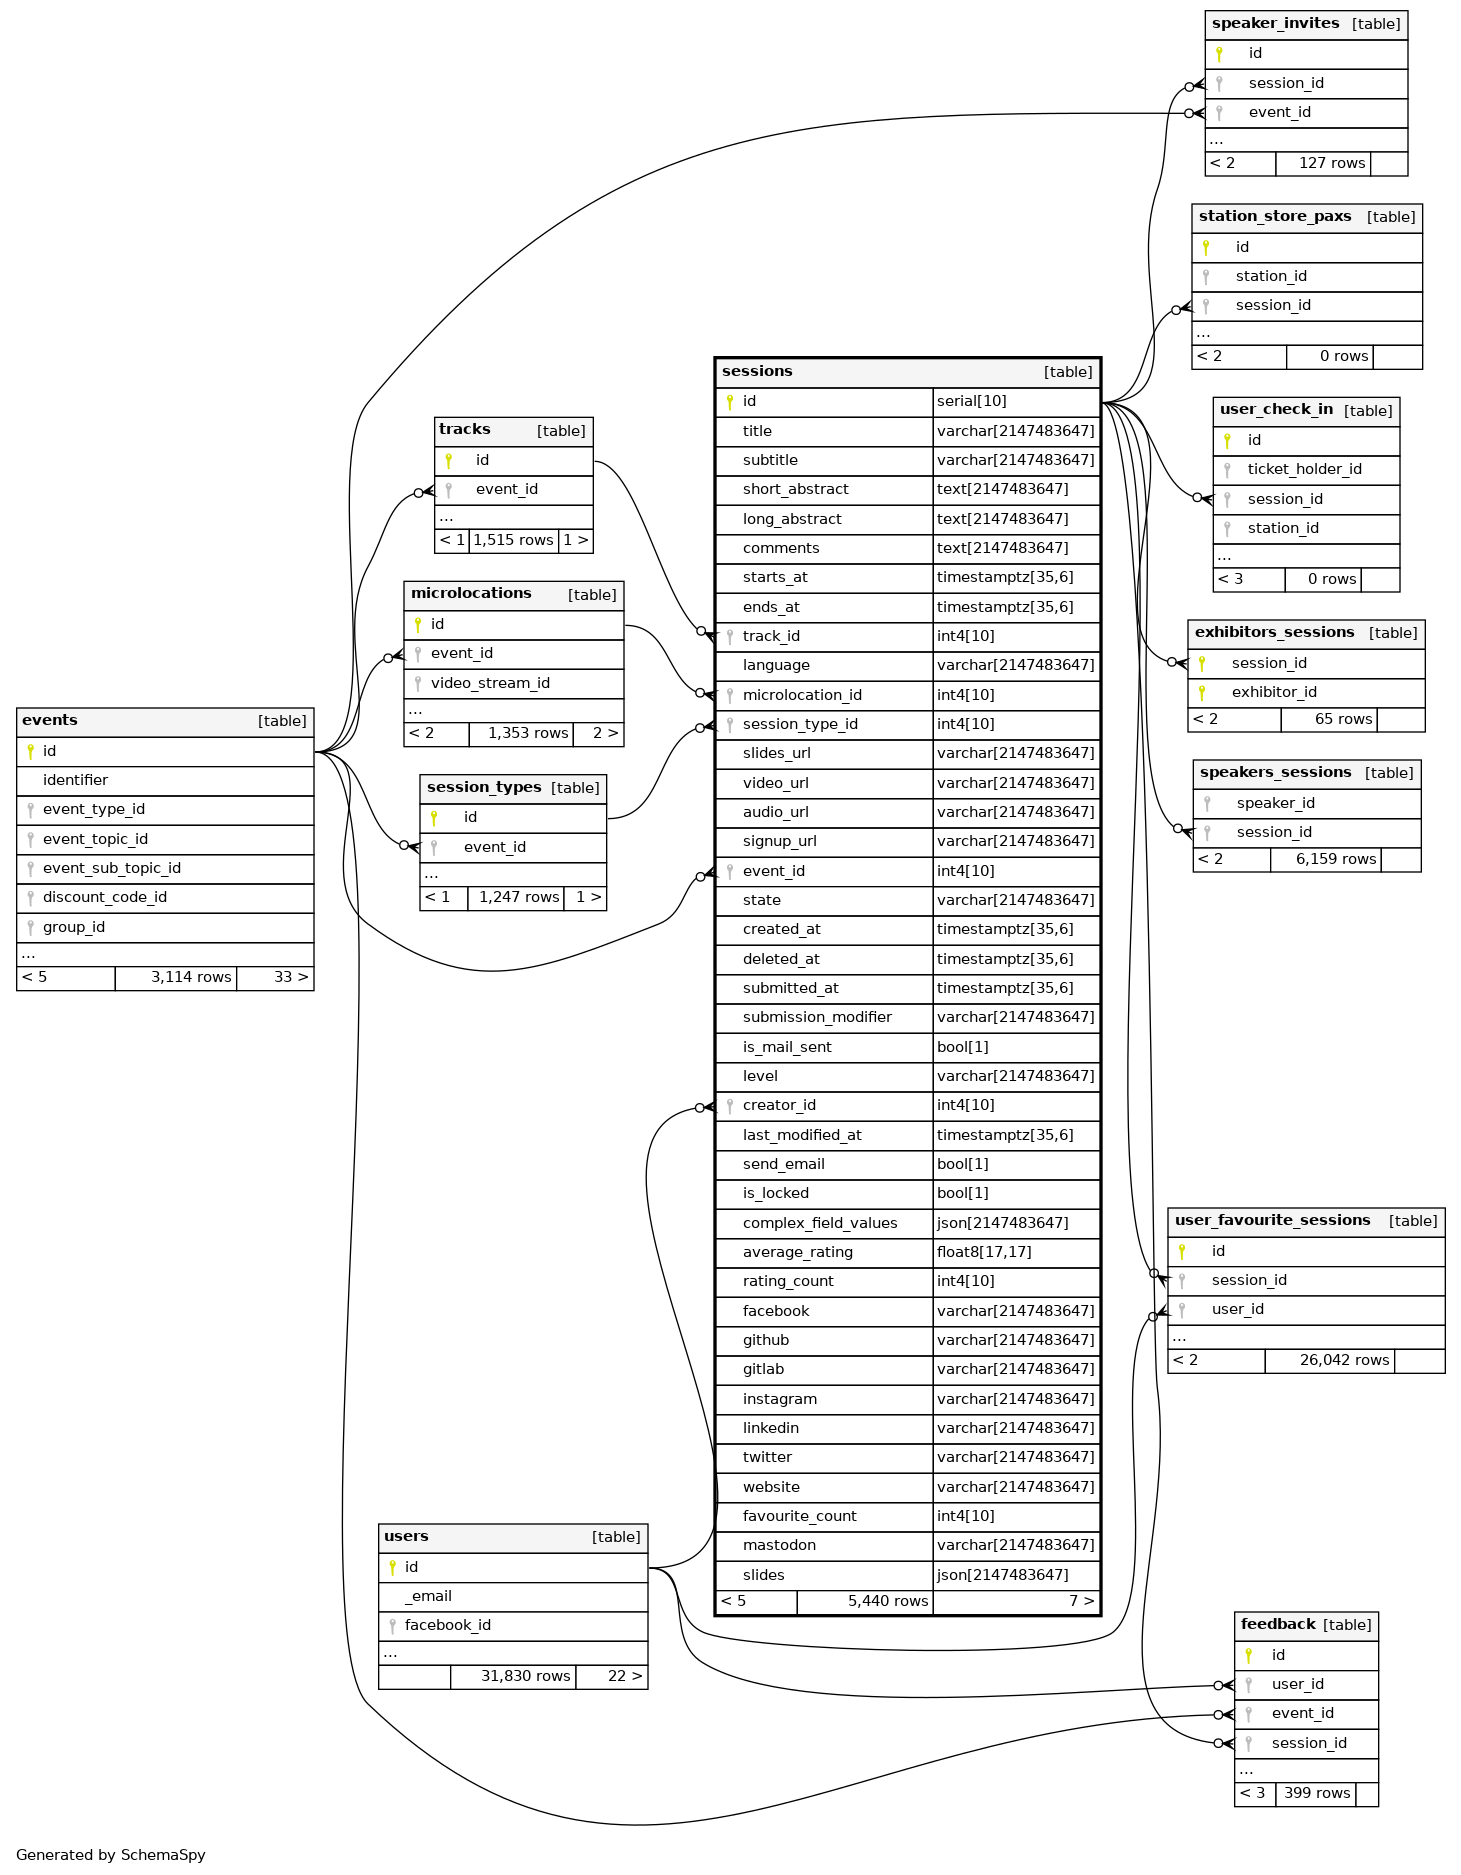 speaker_invites [table]
id
session_id
event_id
...
< 2 127 rows
station_store_paxs [table]
id
station_id
session_id
...
< 2 0 rows
user_check_in [table]
id
ticket_holder_id
session_id
station_id
...
< 3 0 rows
exhibitors_sessions [table]
session_id
exhibitor_id
< 2 65 rows
speakers_sessions [table]
speaker_id
session_id
< 2 6,159 rows
user_favourite_sessions [table]
id
session_id
user_id
...
< 2 26,042 rows
feedback [table]
id
user_id
event_id
session_id
...
< 3 399 rows
sessions [table]
id serial[10]
title varchar[2147483647]
subtitle varchar[2147483647]
short_abstract text[2147483647]
long_abstract text[2147483647]
comments text[2147483647]
starts_at timestamptz[35,6]
ends_at timestamptz[35,6]
track_id int4[10]
language varchar[2147483647]
microlocation_id int4[10]
session_type_id int4[10]
slides_url varchar[2147483647]
video_url varchar[2147483647]
audio_url varchar[2147483647]
signup_url varchar[2147483647]
event_id int4[10]
state varchar[2147483647]
created_at timestamptz[35,6]
deleted_at timestamptz[35,6]
submitted_at timestamptz[35,6]
submission_modifier varchar[2147483647]
is_mail_sent bool[1]
level varchar[2147483647]
creator_id int4[10]
last_modified_at timestamptz[35,6]
send_email bool[1]
is_locked bool[1]
complex_field_values json[2147483647]
average_rating float8[17,17]
rating_count int4[10]
facebook varchar[2147483647]
github varchar[2147483647]
gitlab varchar[2147483647]
instagram varchar[2147483647]
linkedin varchar[2147483647]
twitter varchar[2147483647]
website varchar[2147483647]
favourite_count int4[10]
mastodon varchar[2147483647]
slides json[2147483647]
< 5 5,440 rows 7 >
tracks [table]
id
event_id
...
< 1 1,515 rows 1 >
microlocations [table]
id
event_id
video_stream_id
...
< 2 1,353 rows 2 >
session_types [table]
id
event_id
...
< 1 1,247 rows 1 >
events [table]
id
identifier
event_type_id
event_topic_id
event_sub_topic_id
discount_code_id
group_id
...
< 5 3,114 rows 33 >
users [table]
id
_email
facebook_id
...
31,830 rows 22 >
Generated by SchemaSpy